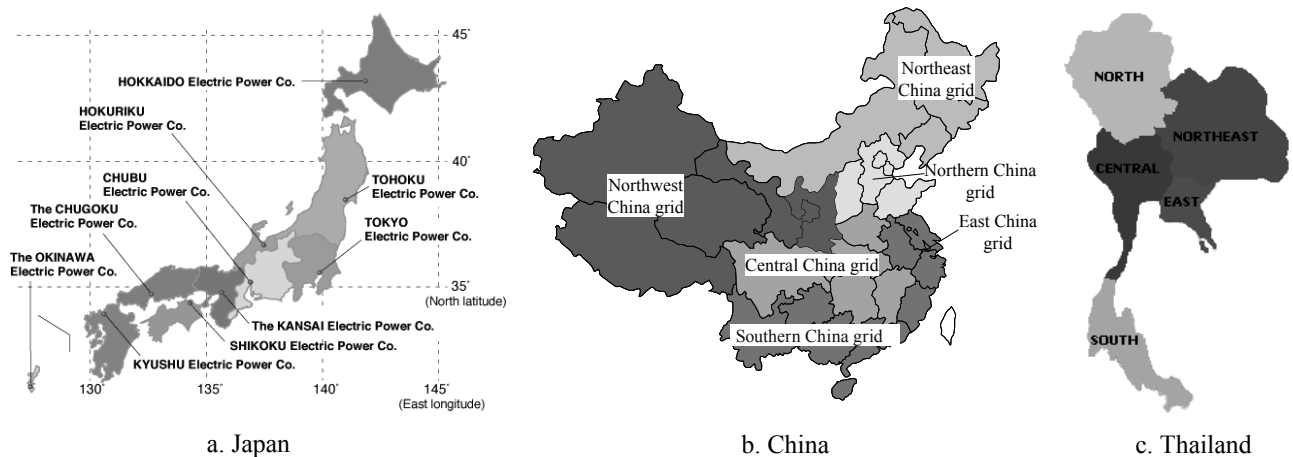 45°
HOKKAIDO Electric Power Co.
HOKURIKU
Electric Power Co.
40°
CHUBU
Electric Power Co.
TOHOKU
Electric Power Co.
The CHUGOKU
Electric Power Co.
TOKYO
Electric Power Co.
The OKINAWA
Electric Power Co.
35°
(North latitude)
The KANSAI Electric Power Co.
SHIKOKU Electric Power Co.
KYUSHU Electric Power Co.
130°
135°
140°
145°
(East longitude)
a. Japan
Northeast
China grid
Northern China
grid
Northwest
China grid
East China
grid
Central China grid
Southern China grid
b. China
NORTH
NORTHEAST
CENTRAL
EAST
SOUTH
c. Thailand